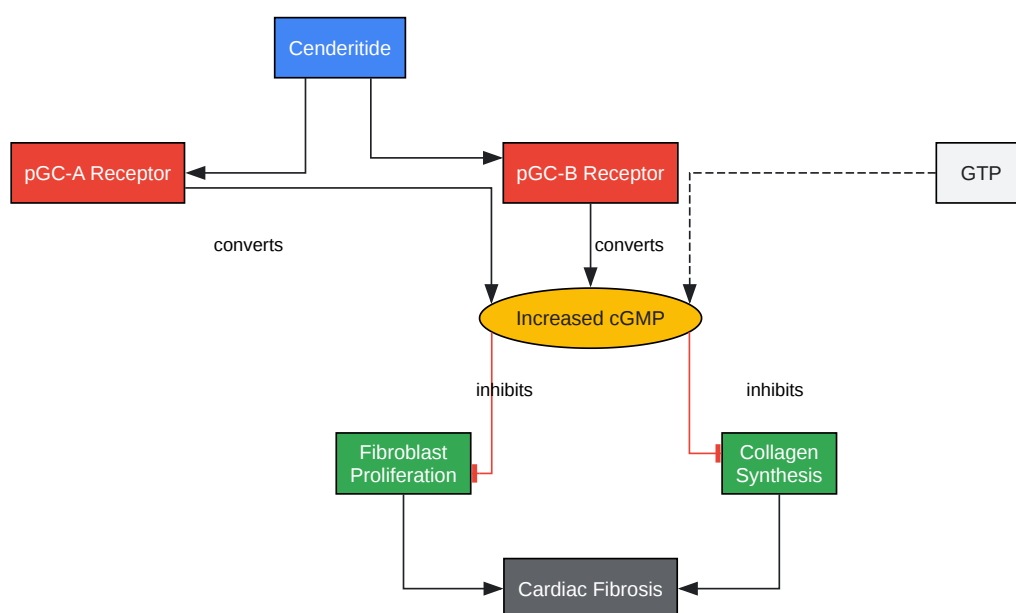 Cenderitide
pGC-A Receptor
pGC-B Receptor
GTP
converts
converts
Increased cGMP
inhibits
inhibits
Fibroblast
Proliferation
Collagen
Synthesis
Cardiac Fibrosis